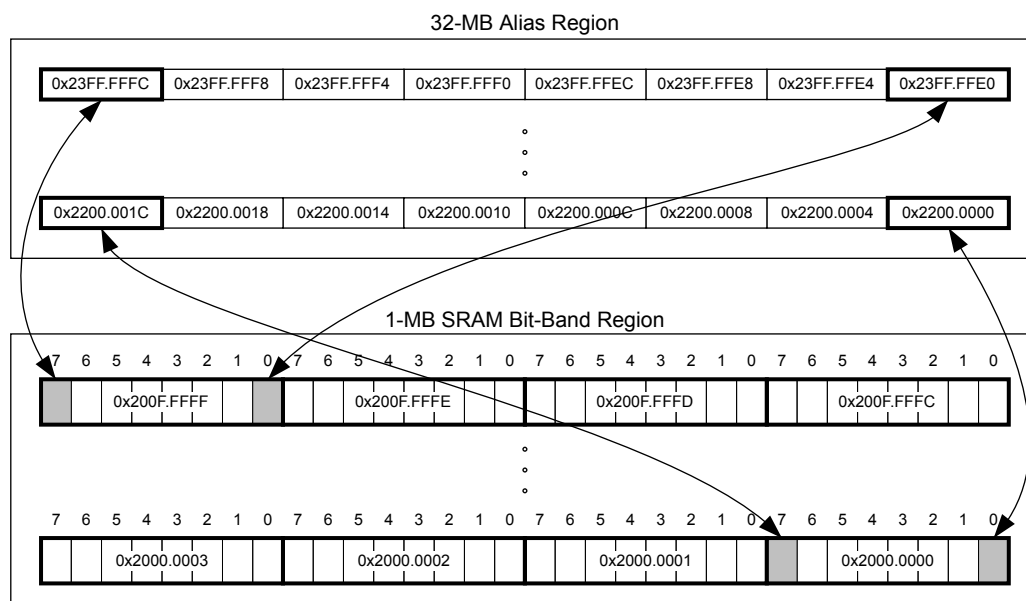 32-MB Alias Region
0x23FF.FFFC 0x23FF.FFF8 0x23FF.FFF4 0x23FF.FFF0 0x23FF.FFEC 0x23FF.FFE8 0x23FF.FFE4 0x23FF.FFE0
0x2200.001C 0x2200.0018 0x2200.0014 0x2200.0010 0x2200.000C 0x2200.0008 0x2200.0004 0x2200.0000
1-MB SRAM Bit-Band Region
7 6 5 4 3 2 1 0 7 6 5 4 3 2 1 0 7 6 5 4 3 2 1 0 7 6 5 4 3 2 1 0
0x200F.FFFF 0x200F.FFFE 0x200F.FFFD 0x200F.FFFC
7 6 5 4 3 2 1 0 7 6 5 4 3 2 1 0 7 6 5 4 3 2 1 0 7 6 5 4 3 2 1 0
0x2000.0003 0x2000.0002 0x2000.0001 0x2000.0000